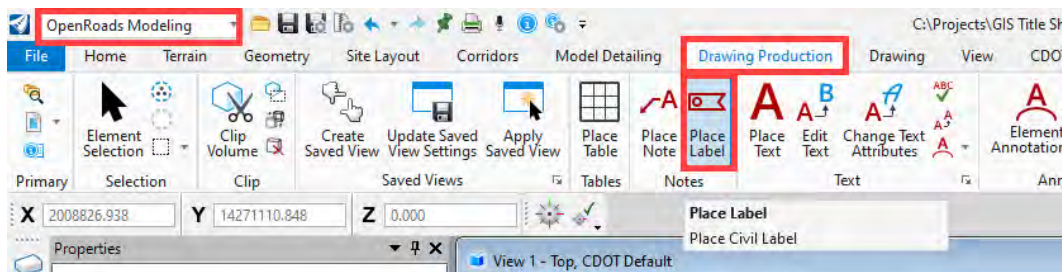 OpenRoads Modeling
C:\Projects\GIS Title Sh
File Home Terrain Geometry Site Layout Corridors Model Detailing Drawing Production Drawing View CDOT
Element Selection
Clip Volume
Create Saved View
Update Saved View Settings
Apply Saved View
Place Table
Place Note
Place Label
Place Text
Edit Text
Change Text Attributes
ABC
Element Annotation
Primary Selection Clip Saved Views Tables Notes Text Ann
X 2008826.938 Y 14271110.848 Z 0.000
Place Label
Place Civil Label
Properties
View 1 - Top, CDOT Default